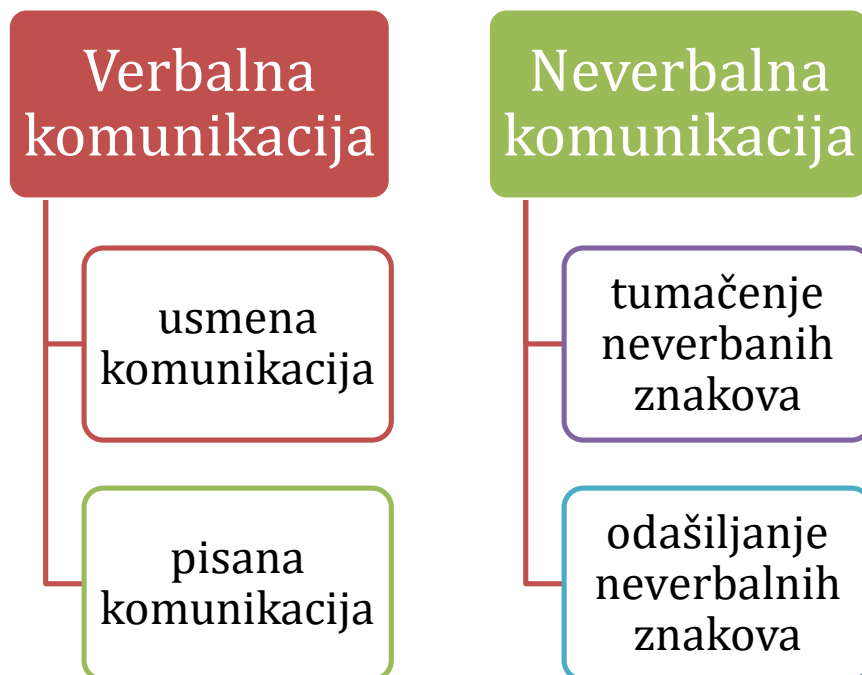 Verbalna
komunikacija
usmena
komunikacija
pisana
komunikacija
Neverbalna
komunikacija
tumačenje
neverbanih
znakova
odašiljanje
neverbalnih
znakova